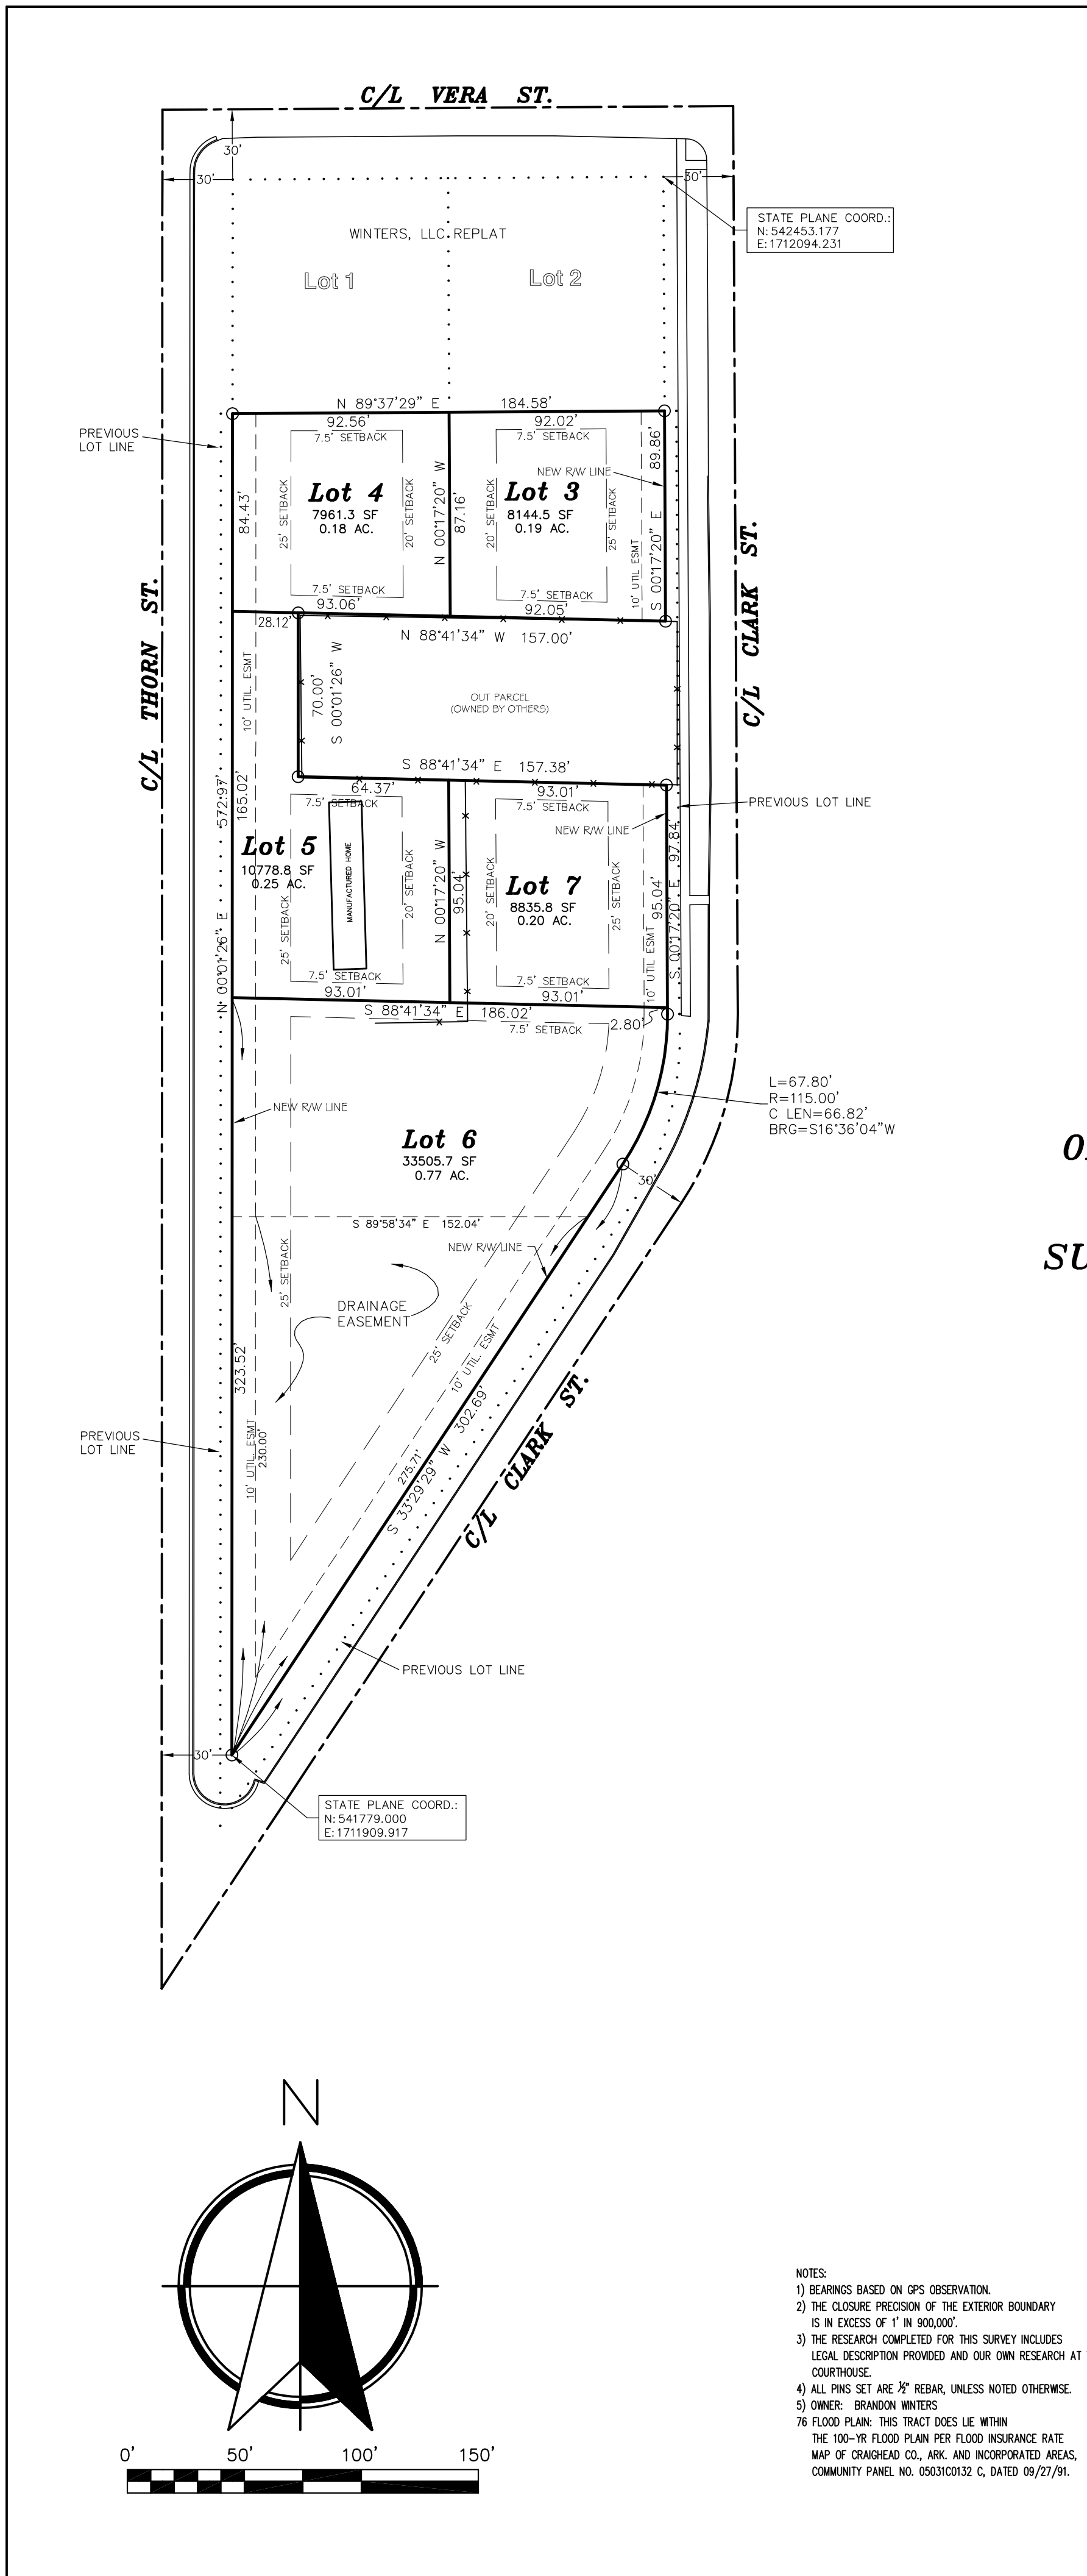 C/L VERA ST.
30'
30'
30'
STATE PLANE COORD.:
N: 542453.177
E: 1712094.231
WINTERS, LLC REPLAT
Lot 1
Lot 2
N 89°37'29" E 184.58'
PREVIOUS
LOT LINE
92.56'
7.5' SETBACK
92.02'
7.5' SETBACK
NEW R/W LINE
89.86'
84.43'
25' SETBACK
Lot 4
7961.3 SF
0.18 AC.
20' SETBACK
N 00°17'20" W
87.16'
20' SETBACK
Lot 3
8144.5 SF
0.19 AC.
25' SETBACK
10' UTIL ESMT
S 00°17'20" E
7.5' SETBACK
93.06'
7.5' SETBACK
92.05'
C/L THORN ST.
C/L CLARK ST.
28.12'
N 88°41'34" W 157.00'
10' UTIL. ESMT
70.00'
S 00°01'26" W
OUT PARCEL
(OWNED BY OTHERS)
S 88°41'34" E 157.38'
64.37'
7.5' SETBACK
93.01'
7.5' SETBACK
PREVIOUS LOT LINE
NEW R/W LINE
N 00°01'26" E 572.97'
165.02'
Lot 5
10778.8 SF
0.25 AC.
25' SETBACK
MANUFACTURED HOME
20' SETBACK
N 00°17'20" W
95.04'
20' SETBACK
Lot 7
8835.8 SF
0.20 AC.
25' SETBACK
10' UTIL ESMT
95.04'
S 00°17'20" E 97.84'
7.5' SETBACK
93.01'
7.5' SETBACK
93.01'
S 88°41'34" E 186.02'
7.5' SETBACK
2.80'
L=67.80'
R=115.00'
C LEN=66.82'
BRG=S16°36'04"W
NEW R/W LINE
Lot 6
33505.7 SF
0.77 AC.
30'
S 89°58'34" E 152.04'
NEW R/W LINE
25' SETBACK
DRAINAGE
EASEMENT
25' SETBACK
10' UTIL. ESMT
323.52'
10' UTIL. ESMT
230.00'
275.71'
S 33°29'29" W 302.69'
C/L CLARK ST.
PREVIOUS
LOT LINE
PREVIOUS LOT LINE
30'
STATE PLANE COORD.:
N: 541779.000
E: 1711909.917
SU
N
0' 50' 100' 150'
NOTES:
1) BEARINGS BASED ON GPS OBSERVATION.
2) THE CLOSURE PRECISION OF THE EXTERIOR BOUNDARY
IS IN EXCESS OF 1' IN 900,000'.
3) THE RESEARCH COMPLETED FOR THIS SURVEY INCLUDES
LEGAL DESCRIPTION PROVIDED AND OUR OWN RESEARCH AT
COURTHOUSE.
4) ALL PINS SET ARE ½" REBAR, UNLESS NOTED OTHERWISE.
5) OWNER: BRANDON WINTERS
76 FLOOD PLAIN: THIS TRACT DOES LIE WITHIN
THE 100-YR FLOOD PLAIN PER FLOOD INSURANCE RATE
MAP OF CRAIGHEAD CO., ARK. AND INCORPORATED AREAS,
COMMUNITY PANEL NO. 05031C0132 C, DATED 09/27/91.